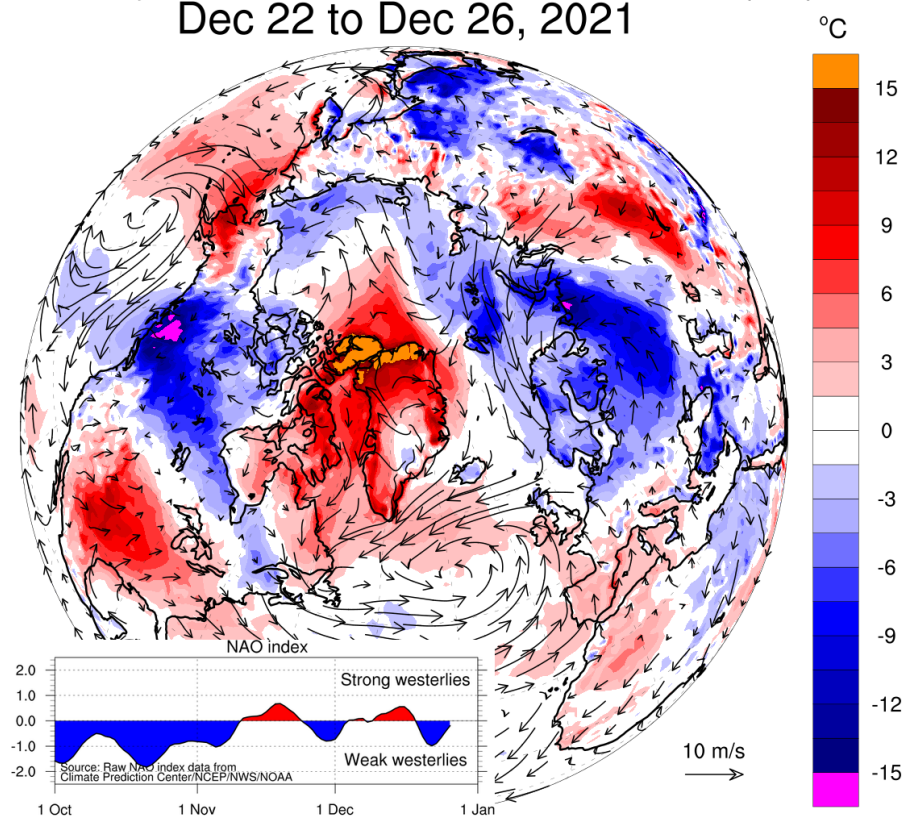 Dec 22 to Dec 26, 2021
°C
15
12
9
6
3
0
-3
-6
-9
-12
-15
10 m/s
NAO index
2.0
1.0
0.0
-1.0
-2.0
Strong westerlies
Weak westerlies
Source: Raw NAO index data from
Climate Prediction Center/NCEP/NWS/NOAA
1 Oct
1 Nov
1 Dec
1 Jan